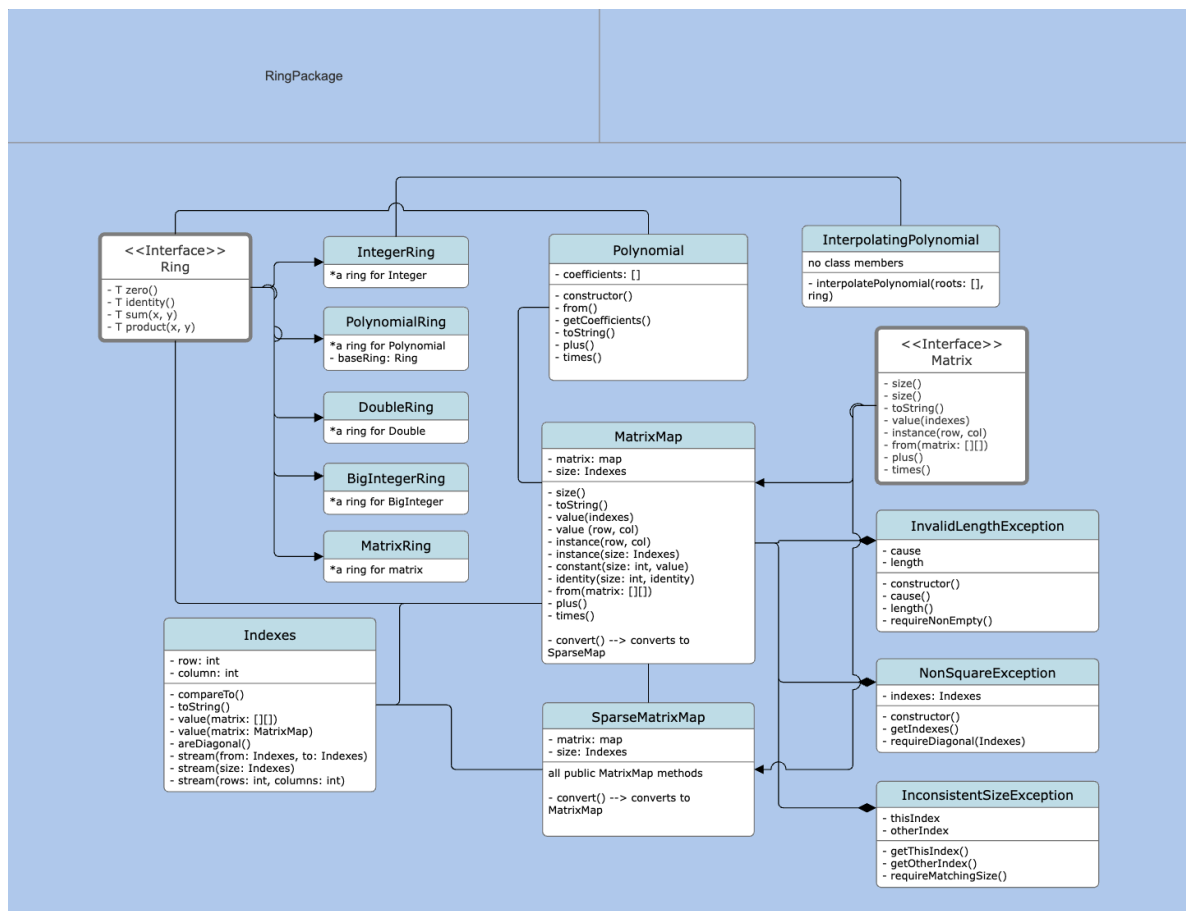 RingPackage
<<Interface>>
Ring
- T zero()
- T identity()
- T sum(x, y)
- T product(x, y)
IntegerRing
*a ring for Integer
PolynomialRing
*a ring for Polynomial
- baseRing: Ring
DoubleRing
*a ring for Double
BigIntegerRing
*a ring for BigInteger
MatrixRing
*a ring for matrix
Polynomial
- coefficients: []
- constructor()
- from()
- getCoefficients()
- toString()
- plus()
- times()
InterpolatingPolynomial
no class members
- interpolatePolynomial(roots: [],
ring)
<<Interface>>
Matrix
- size()
- size()
- toString()
- value(indexes)
- instance(row, col)
- from(matrix: [][])
- plus()
- times()
MatrixMap
- matrix: map
- size: Indexes
- size()
- toString()
- value(indexes)
- value (row, col)
- instance(row, col)
- instance(size: Indexes)
- constant(size: int, value)
- identity(size: int, identity)
- from(matrix: [][])
- plus()
- times()
- convert() --> converts to
SparseMap
InvalidLengthException
- cause
- length
- constructor()
- cause()
- length()
- requireNonEmpty()
Indexes
- row: int
- column: int
- compareTo()
- toString()
- value(matrix: [][])
- value(matrix: MatrixMap)
- areDiagonal()
- stream(from: Indexes, to: Indexes)
- stream(size: Indexes)
- stream(rows: int, columns: int)
SparseMatrixMap
- matrix: map
- size: Indexes
all public MatrixMap methods
- convert() --> converts to
MatrixMap
NonSquareException
- indexes: Indexes
- constructor()
- getIndexes()
- requireDiagonal(Indexes)
InconsistentSizeException
- thisIndex
- otherIndex
- getThisIndex()
- getOtherIndex()
- requireMatchingSize()